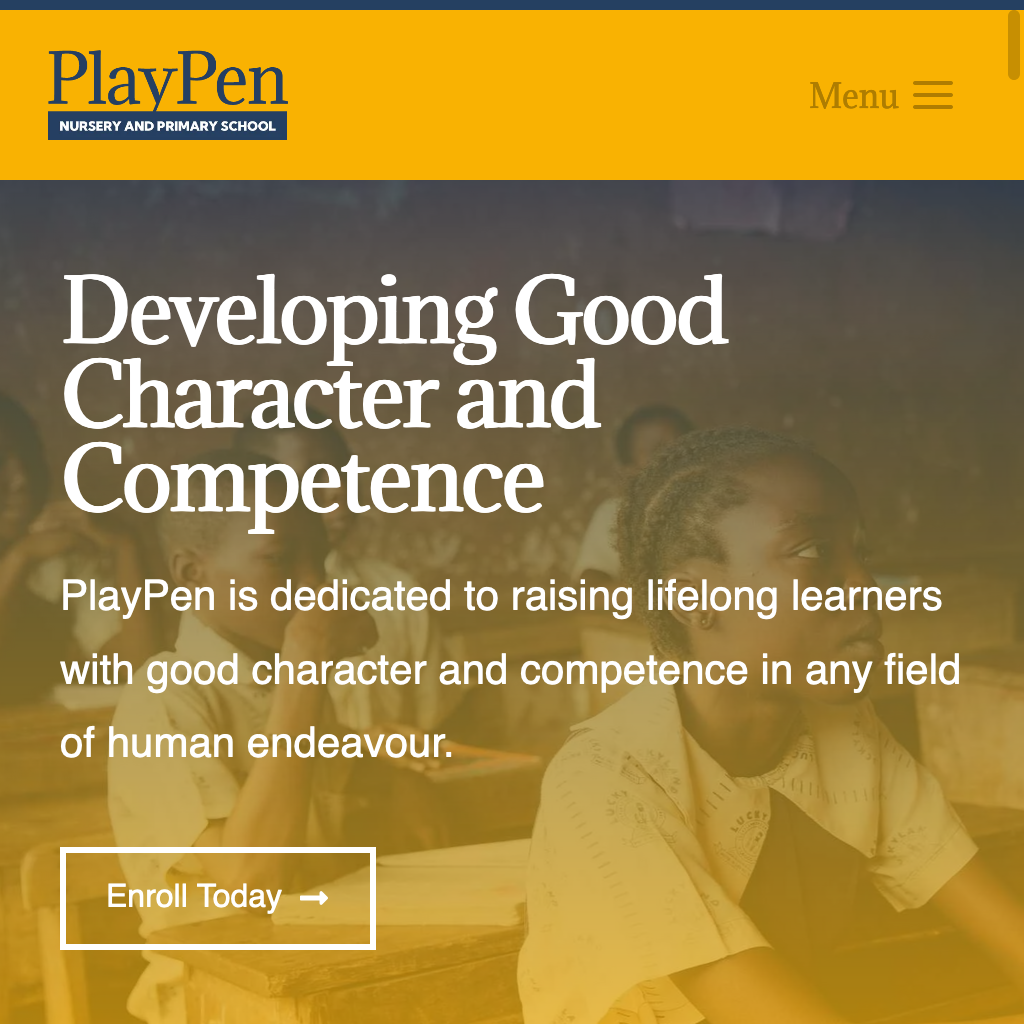 PlayPen
NURSERY AND PRIMARY SCHOOL
Menu
Developing Good
Character and
Competence
PlayPen is dedicated to raising lifelong learners
with good character and competence in any field
of human endeavour.
Enroll Today →